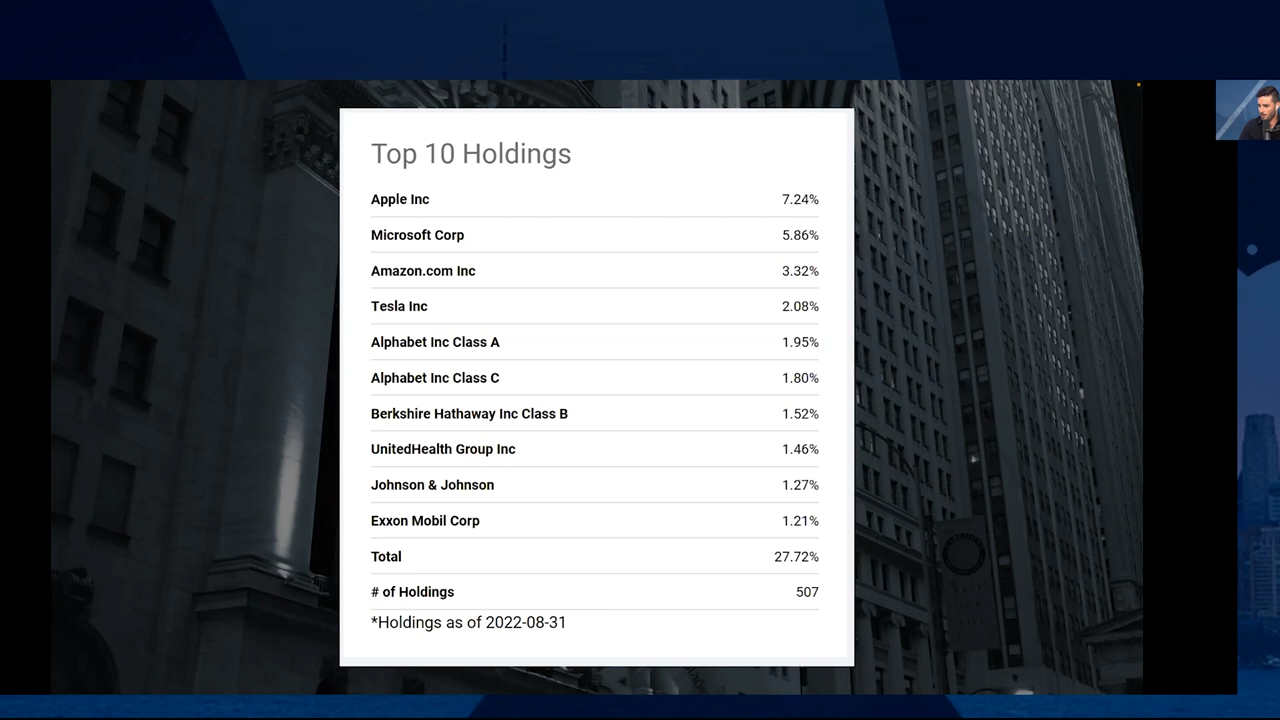 Top 10 Holdings
Apple Inc 7.24%
Microsoft Corp 5.86%
Amazon.com Inc 3.32%
Tesla Inc 2.08%
Alphabet Inc Class A 1.95%
Alphabet Inc Class C 1.80%
Berkshire Hathaway Inc Class B 1.52%
UnitedHealth Group Inc 1.46%
Johnson & Johnson 1.27%
Exxon Mobil Corp 1.21%
Total 27.72%
# of Holdings 507
*Holdings as of 2022-08-31